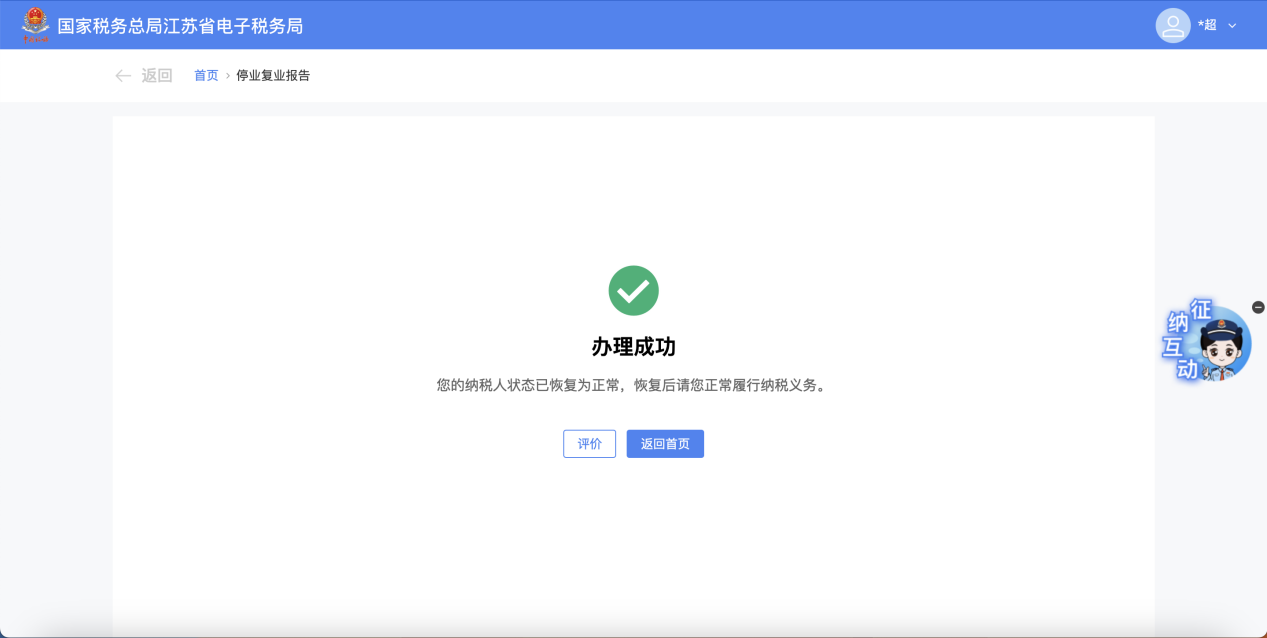 国家税务总局江苏省电子税务局
*超
返回 首页 › 停业复业报告
征
纳
互
动
办理成功
您的纳税人状态已恢复为正常，恢复后请您正常履行纳税义务。
评价 返回首页